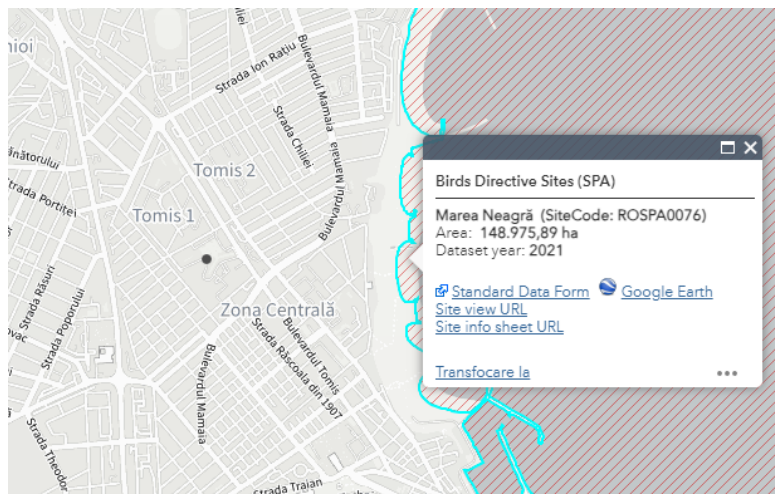 Strada Ion Rațiu
Bulevardul Mamaia
Mamaia
Bulevardul
Strada Chiliei
Tomis 2
Tomis 1
Strada Răsuri
Strada Poporului
Zona Centrală
Strada Răscoala din 1907
Bulevardul Tomis
Bulevardul Mamaia
Strada Theodor
Strada Traian
Birds Directive Sites (SPA)
Marea Neagră (SiteCode: ROSPA0076)
Area: 148.975,89 ha
Dataset year: 2021
Standard Data Form Google Earth
Site view URL
Site info sheet URL
Transfocare la